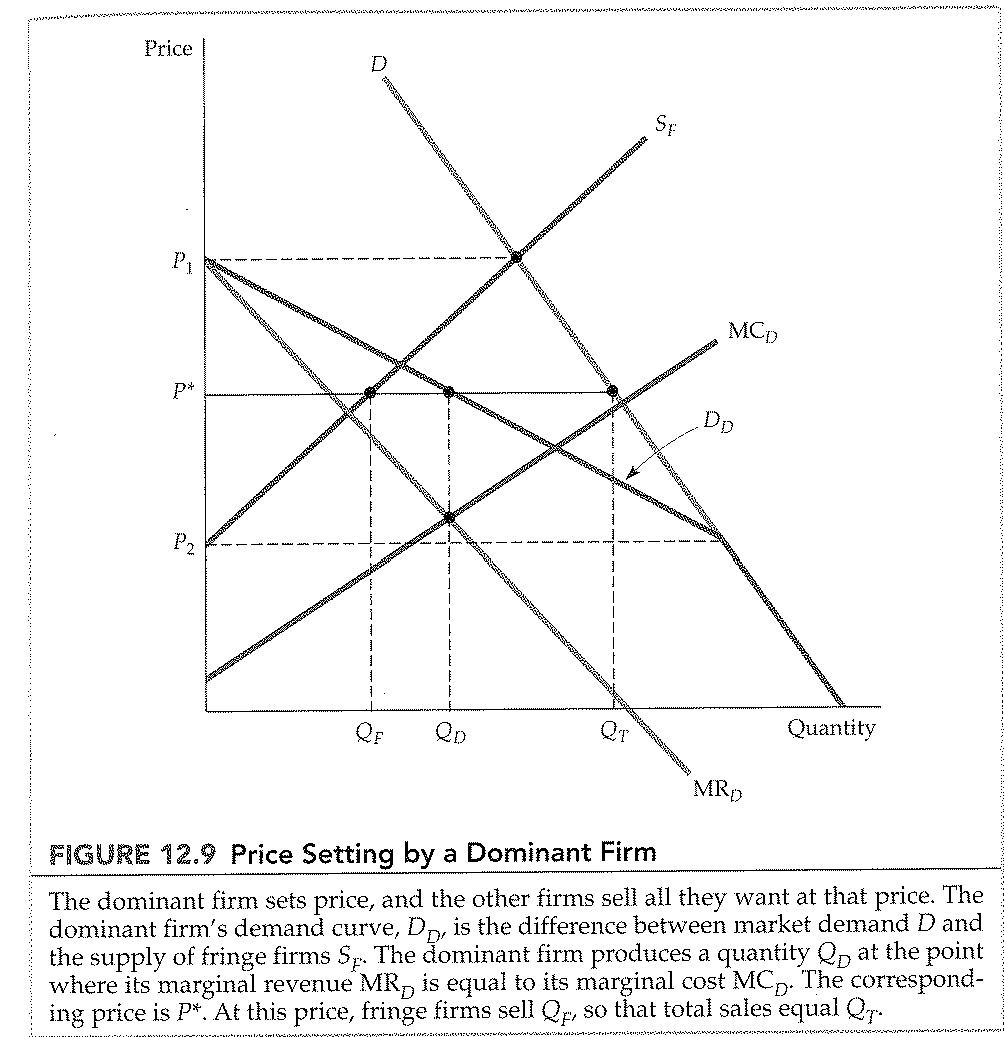 Price
D
S_F
P_1
MC_D
P*
D_D
P_2
Q_F Q_D Q_T Quantity
MR_D
FIGURE 12.9 Price Setting by a Dominant Firm
The dominant firm sets price, and the other firms sell all they want at that price. The
dominant firm's demand curve, D_D, is the difference between market demand D and
the supply of fringe firms S_F. The dominant firm produces a quantity Q_D at the point
where its marginal revenue MR_D is equal to its marginal cost MC_D. The correspond-
ing price is P*. At this price, fringe firms sell Q_F, so that total sales equal Q_T.